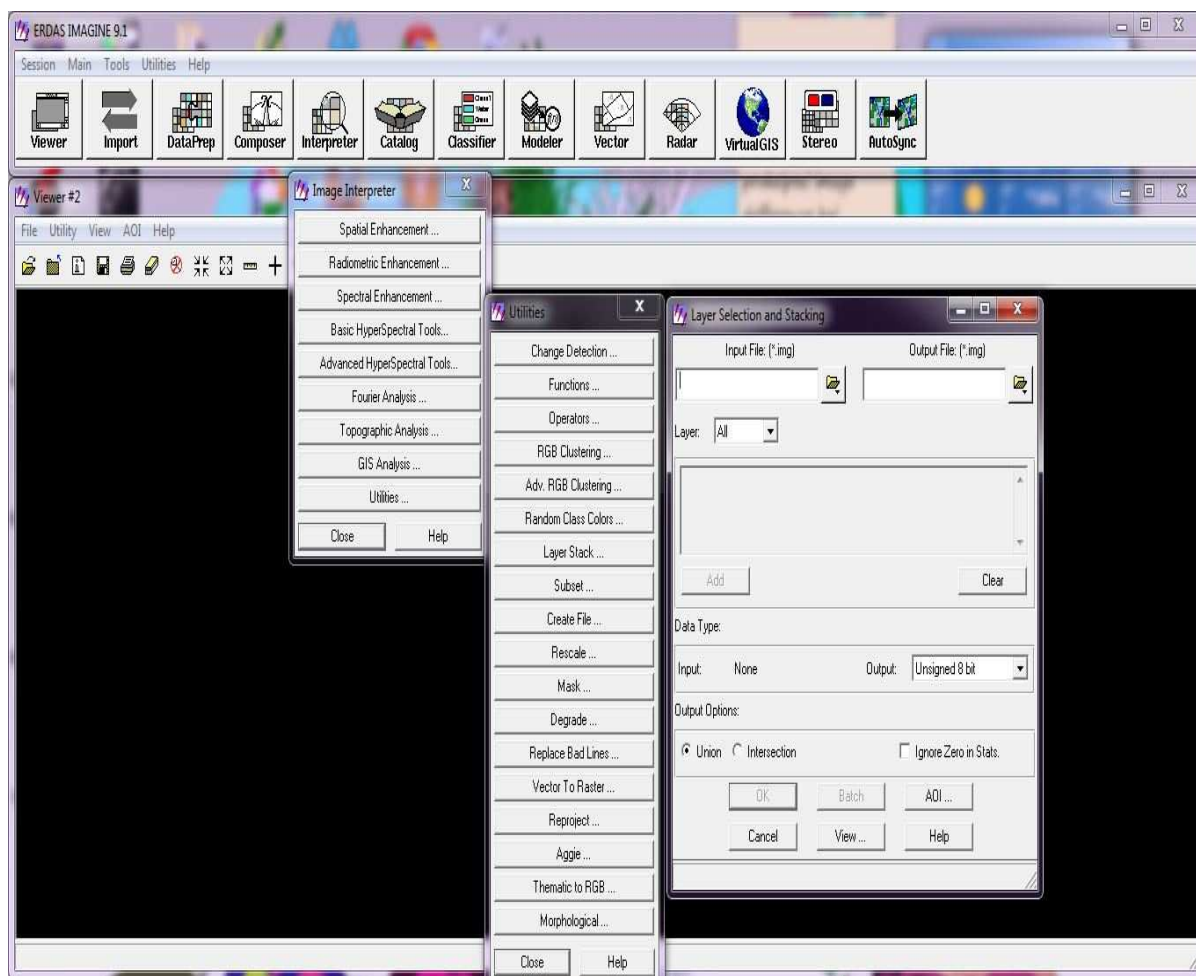 ERDAS IMAGINE 9.1
Session Main Tools Utilities Help
Viewer Import DataPrep Composer Interpreter Catalog Classifier Modeler Vector Radar VirtualGIS Stereo AutoSync
Viewer #2
File Utility View AOI Help
Image Interpreter
Spatial Enhancement ...
Radiometric Enhancement ...
Spectral Enhancement ...
Basic HyperSpectral Tools...
Advanced HyperSpectral Tools...
Fourier Analysis ...
Topographic Analysis ...
GIS Analysis ...
Utilities ...
Close Help
Utilities
Change Detection ...
Functions ...
Operators ...
RGB Clustering ...
Adv. RGB Clustering ...
Random Class Colors ...
Layer Stack ...
Subset ...
Create File ...
Rescale ...
Mask ...
Degrade ...
Replace Bad Lines ...
Vector To Raster ...
Reproject ...
Aggie ...
Thematic to RGB ...
Morphological ...
Close Help
Layer Selection and Stacking
Input File: (*.img) Output File: (*.img)
Layer: All
Add Clear
Data Type:
Input: None Output: Unsigned 8 bit
Output Options:
Union Intersection Ignore Zero in Stats.
OK Batch AOI ...
Cancel View ... Help